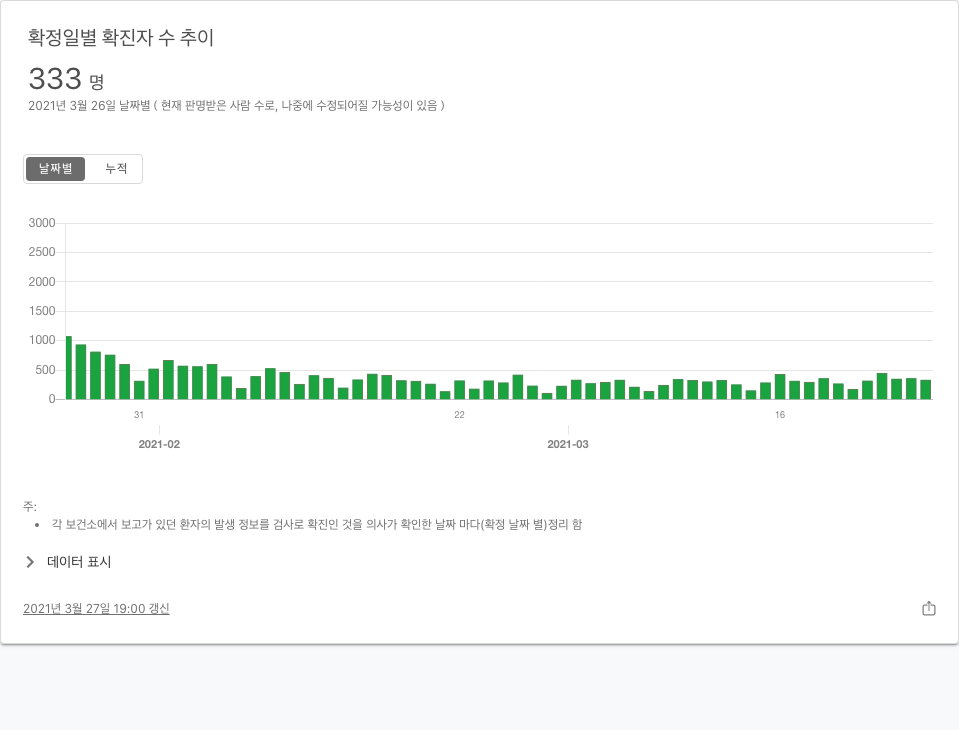 확정일별 확진자 수 추이
333 명
2021년 3월 26일 날짜별 ( 현재 판명받은 사람 수로, 나중에 수정되어질 가능성이 있음 )
날짜별 누적
3000
2500
2000
1500
1000
500
0
31 22 16
2021-02 2021-03
주:
• 각 보건소에서 보고가 있던 환자의 발생 정보를 검사로 확진인 것을 의사가 확인한 날짜 마다(확정 날짜 별)정리 함
데이터 표시
2021년 3월 27일 19:00 갱신